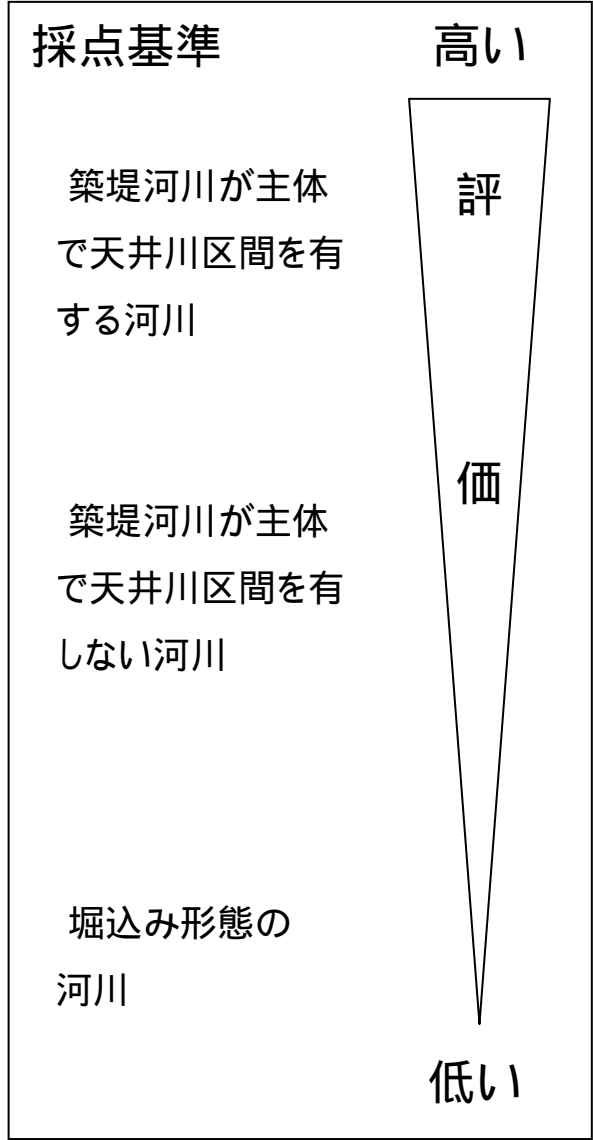 採点基準
高い
築堤河川が主体
で天井川区間を有
する河川
評
築堤河川が主体
で天井川区間を有
しない河川
価
堀込み形態の
河川
低い